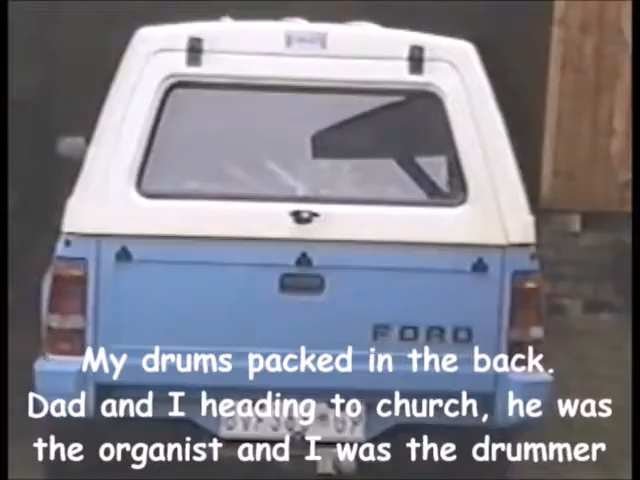 FORD
My drums packed in the back.
Dad and I heading to church, he was
the organist and I was the drummer